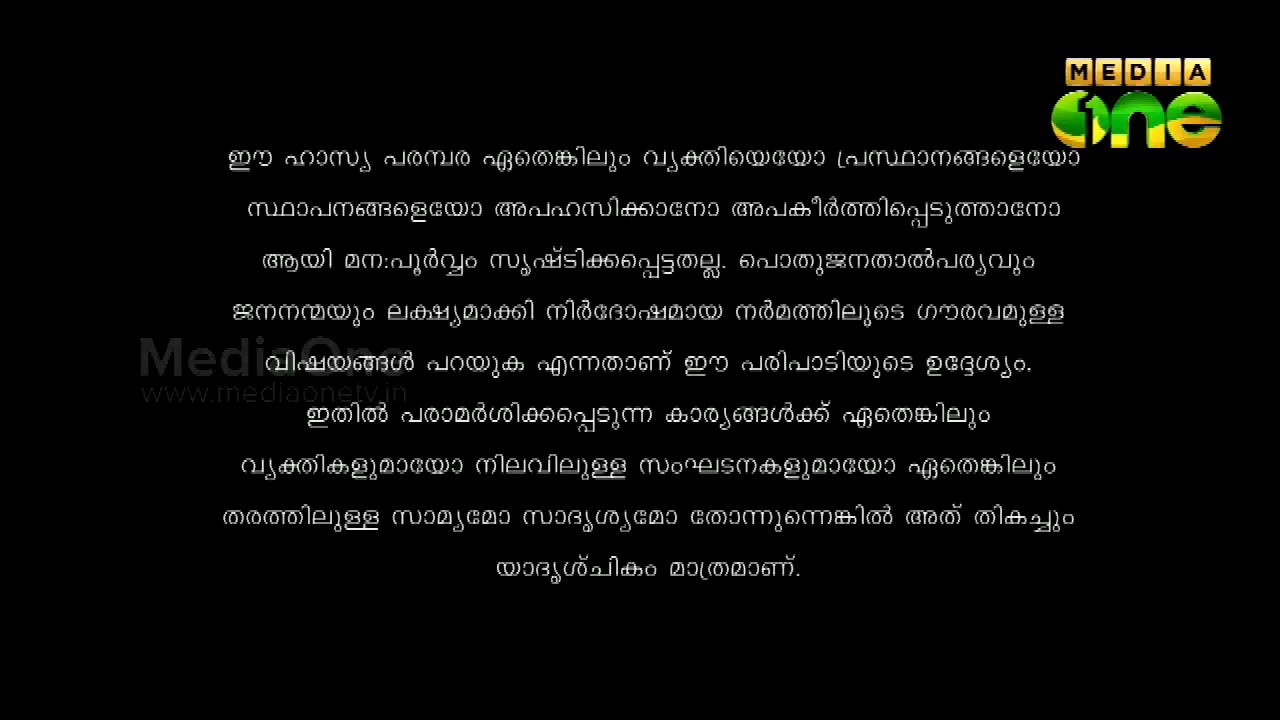 MEDIA
one
ഈ ഹാസ്യ പരമ്പര ഏതെങ്കിലും വ്യക്തിയെയോ പ്രസ്ഥാനങ്ങളെയോ
സ്ഥാപനങ്ങളെയോ അപഹസിക്കാനോ അപകീർത്തിപ്പെടുത്താനോ
ആയി മന:പൂർവ്വം സൃഷ്ടിക്കപ്പെട്ടതല്ല. പൊതുജനതാൽപര്യവും
ജനനന്മയും ലക്ഷ്യമാക്കി നിർദോഷമായ നർമത്തിലൂടെ ഗൗരവമുള്ള
വിഷയങ്ങൾ പറയുക എന്നതാണ് ഈ പരിപാടിയുടെ ഉദ്ദേശ്യം.
ഇതിൽ പരാമർശിക്കപ്പെടുന്ന കാര്യങ്ങൾക്ക് ഏതെങ്കിലും
വ്യക്തികളുമായോ നിലവിലുള്ള സംഘടനകളുമായോ ഏതെങ്കിലും
തരത്തിലുള്ള സാമ്യമോ സാദൃശ്യമോ തോന്നുന്നെങ്കിൽ അത് തികച്ചും
യാദൃശ്ചികം മാത്രമാണ്.
MediaOne
www.mediaonetv.in